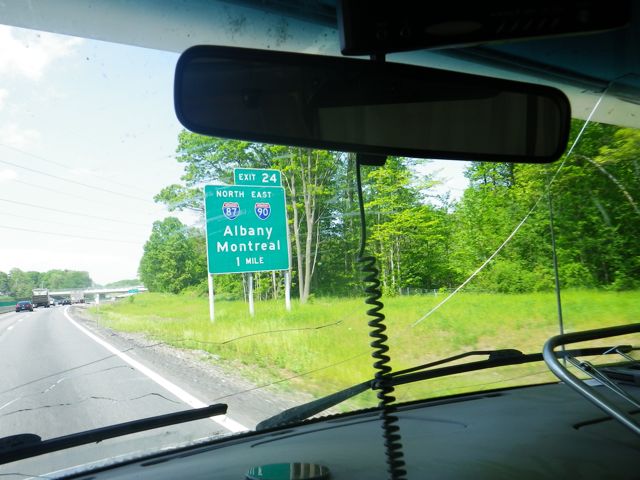 EXIT 24
NORTH EAST
87 90
Albany
Montreal
1 MILE